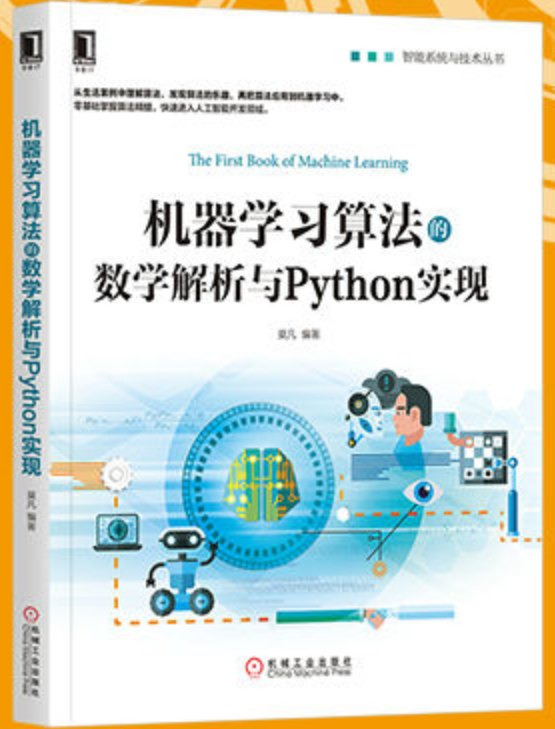 智能系统与技术丛书
从生活案例中理解算法，发现算法的乐趣，再把算法应用到机器学习中，
零基础掌握算法精髓，快速进入人工智能开发领域。
The First Book of Machine Learning
机器学习算法的
数学解析与Python实现
莫凡 编著
机械工业出版社
China Machine Press
机器学习算法的数学解析与Python实现
莫凡 编著
机械工业出版社
China Machine Press